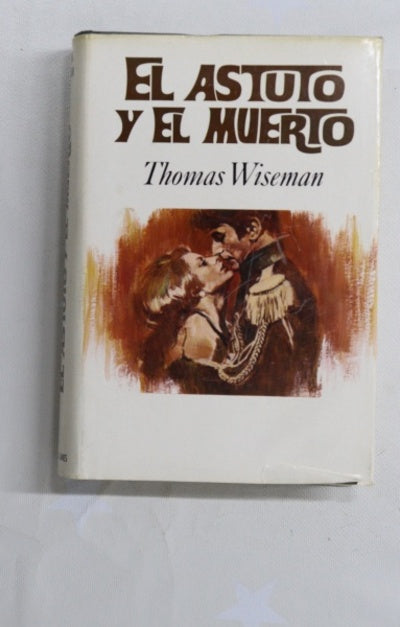 EL ASTUTO
Y EL MUERTO
Thomas Wiseman